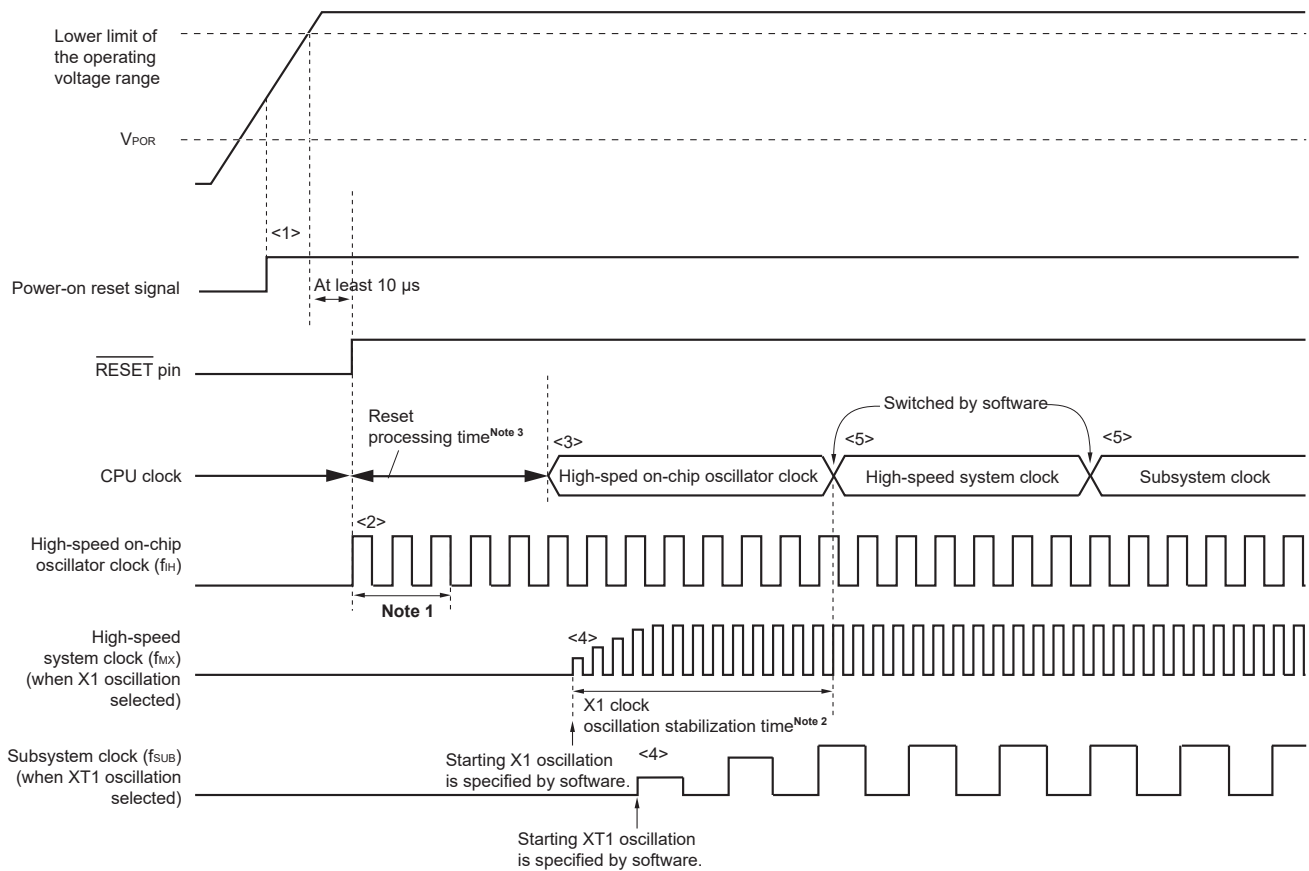 Lower limit of
the operating
voltage range
VPOR
<1>
Power-on reset signal
At least 10 µs
RESET pin
Reset
processing time Note 3
Switched by software
<3>
<5>
<5>
CPU clock
High-sped on-chip oscillator clock
High-speed system clock
Subsystem clock
<2>
High-speed on-chip
oscillator clock (fIH)
Note 1
High-speed
system clock (fMX)
(when X1 oscillation
selected)
<4>
X1 clock
oscillation stabilization time Note 2
Starting X1 oscillation
is specified by software.
<4>
Subsystem clock (fSUB)
(when XT1 oscillation
selected)
Starting XT1 oscillation
is specified by software.